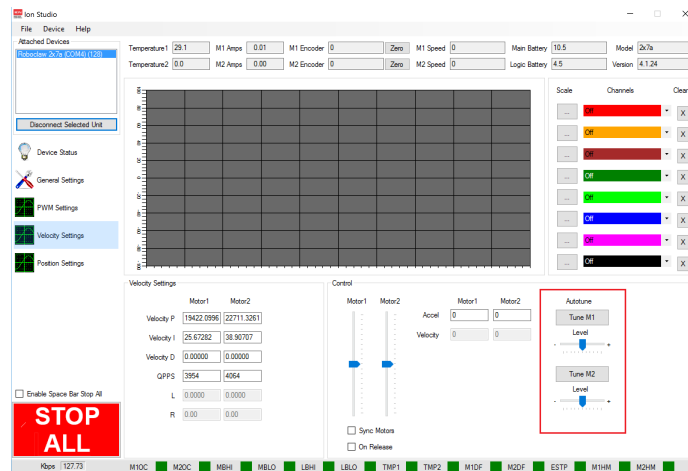 Ion Studio
File Device Help
Attached Devices
Roboclaw 2x7a (COM4) (128)
Disconnect Selected Unit
Device Status
General Settings
PWM Settings
Velocity Settings
Position Settings
Enable Space Bar Stop All
STOP
ALL
Temperature1 29.1 M1 Amps 0.01 M1 Encoder 0 Zero M1 Speed 0 Main Battery 10.5 Model 2x7a
Temperature2 0.0 M2 Amps 0.00 M2 Encoder 0 Zero M2 Speed 0 Logic Battery 4.5 Version 4.1.24
Scale Channels Clear
... Off X
... Off X
... Off X
... Off X
... Off X
... Off X
... Off X
... Off X
Velocity Settings
Motor1 Motor2
Velocity P 19422.0996 22711.3261
Velocity I 25.67282 38.90707
Velocity D 0.00000 0.00000
QPPS 3954 4064
L 0.0000 0.0000
R 0.00 0.00
Control
Motor1 Motor2 Motor1 Motor2
Accel 0 0
Velocity 0 0
Sync Motors
On Release
Autotune
Tune M1
Level
- +
Tune M2
Level
- +
Kbps 127.73 M1OC M2OC MBHI MBLO LBHI LBLO TMP1 TMP2 M1DF M2DF ESTP M1HM M2HM